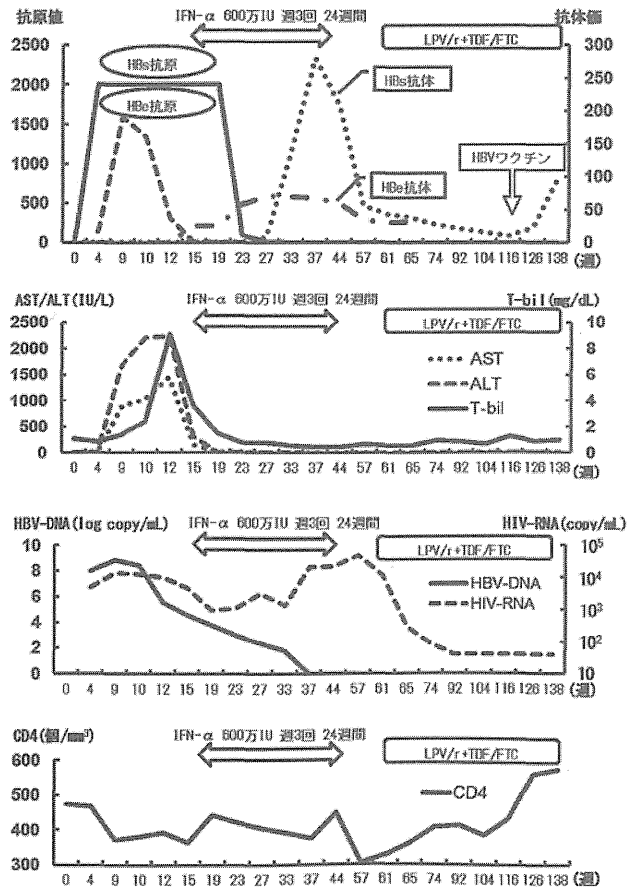 抗原値 IFN-α 600万IU 週3回 24週間 抗体価
LPV/r+TDF/FTC
2500 300
2000 250
1500 200
1000 150
500 100
0 50
0
HBs抗原
HBe抗原
HBs抗体
HBe抗体
HBVワクチン
0 4 9 10 12 15 19 23 27 33 37 44 57 61 65 74 92 104 116 126 138 (週)
AST/ALT(IU/L) IFN-α 600万IU 週3回 24週間 T-bil(mg/dL)
LPV/r+TDF/FTC
2500 10
2000 8
1500 6
1000 4
500 2
0 0
AST
ALT
T-bil
0 4 9 10 12 15 19 23 27 33 37 44 57 61 65 74 92 104 116 126 138 (週)
HBV-DNA(log copy/mL) IFN-α 600万IU 週3回 24週間 HIV-RNA(copy/mL)
LPV/r+TDF/FTC
10 10⁵
8 10⁴
6 10³
4 10²
2 10
0
HBV-DNA
HIV-RNA
0 4 9 10 12 15 19 23 27 33 37 44 57 61 65 74 92 104 116 126 138 (週)
CD4(個/mm³) IFN-α 600万IU 週3回 24週間
LPV/r+TDF/FTC
600
500
400
300
CD4
0 4 9 10 12 15 19 23 27 33 37 44 57 61 65 74 92 104 116 126 138 (週)